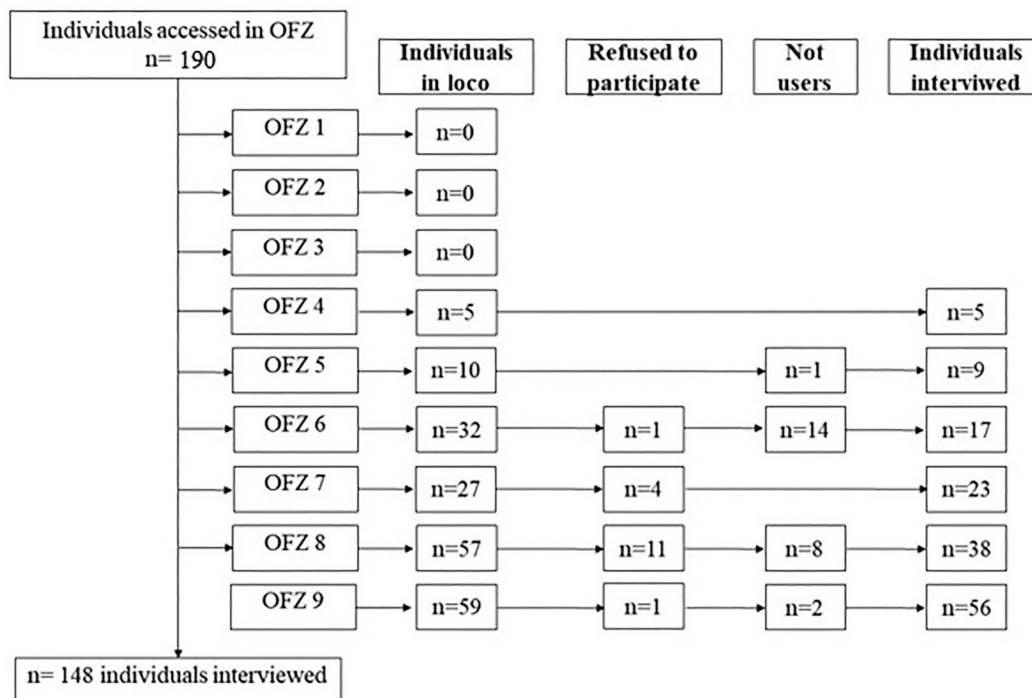 Individuals accessed in OFZ
n= 190
Individuals
in loco
Refused to
participate
Not
users
Individuals
interviwed
OFZ 1
n=0
OFZ 2
n=0
OFZ 3
n=0
OFZ 4
n=5
n=5
OFZ 5
n=10
n=1
n=9
OFZ 6
n=32
n=1
n=14
n=17
OFZ 7
n=27
n=4
n=23
OFZ 8
n=57
n=11
n=8
n=38
OFZ 9
n=59
n=1
n=2
n=56
n= 148 individuals interviewed